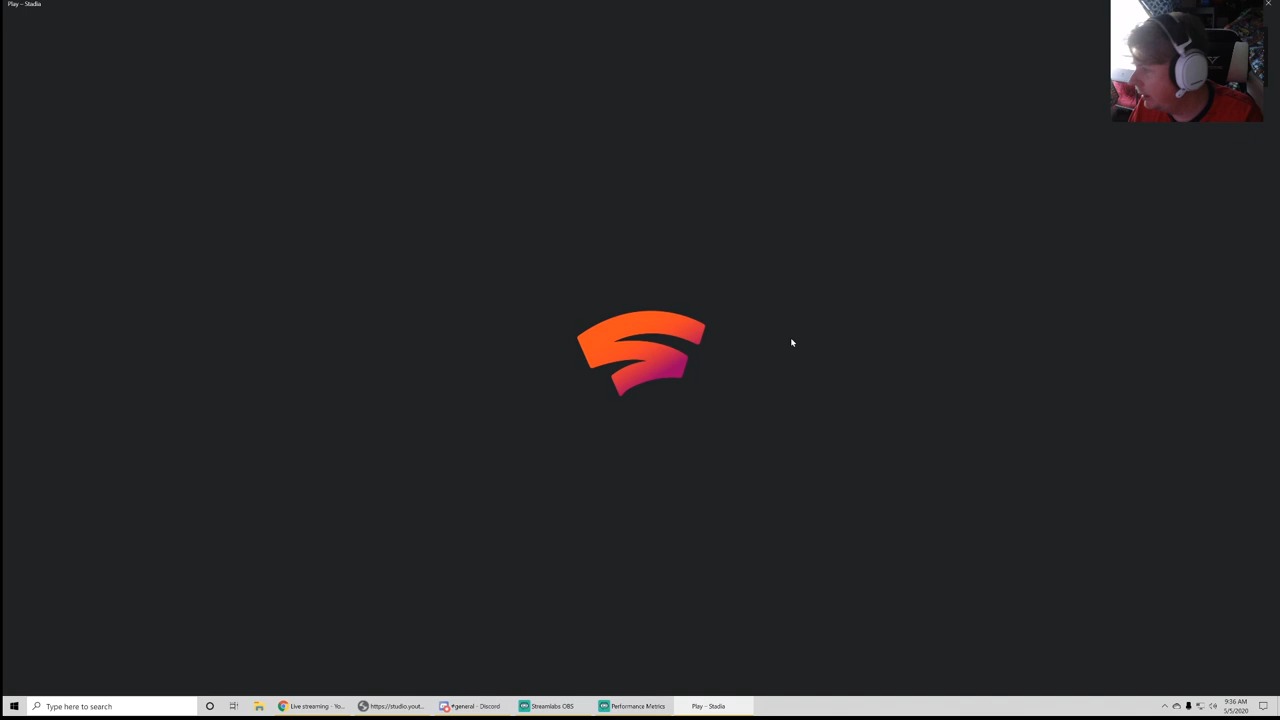 Play – Stadia
Type here to search
Live streaming - Yo...
https://studio.yout...
#general - Discord
Streamlabs OBS
Performance Metrics
Play – Stadia
9:36 AM
5/5/2020